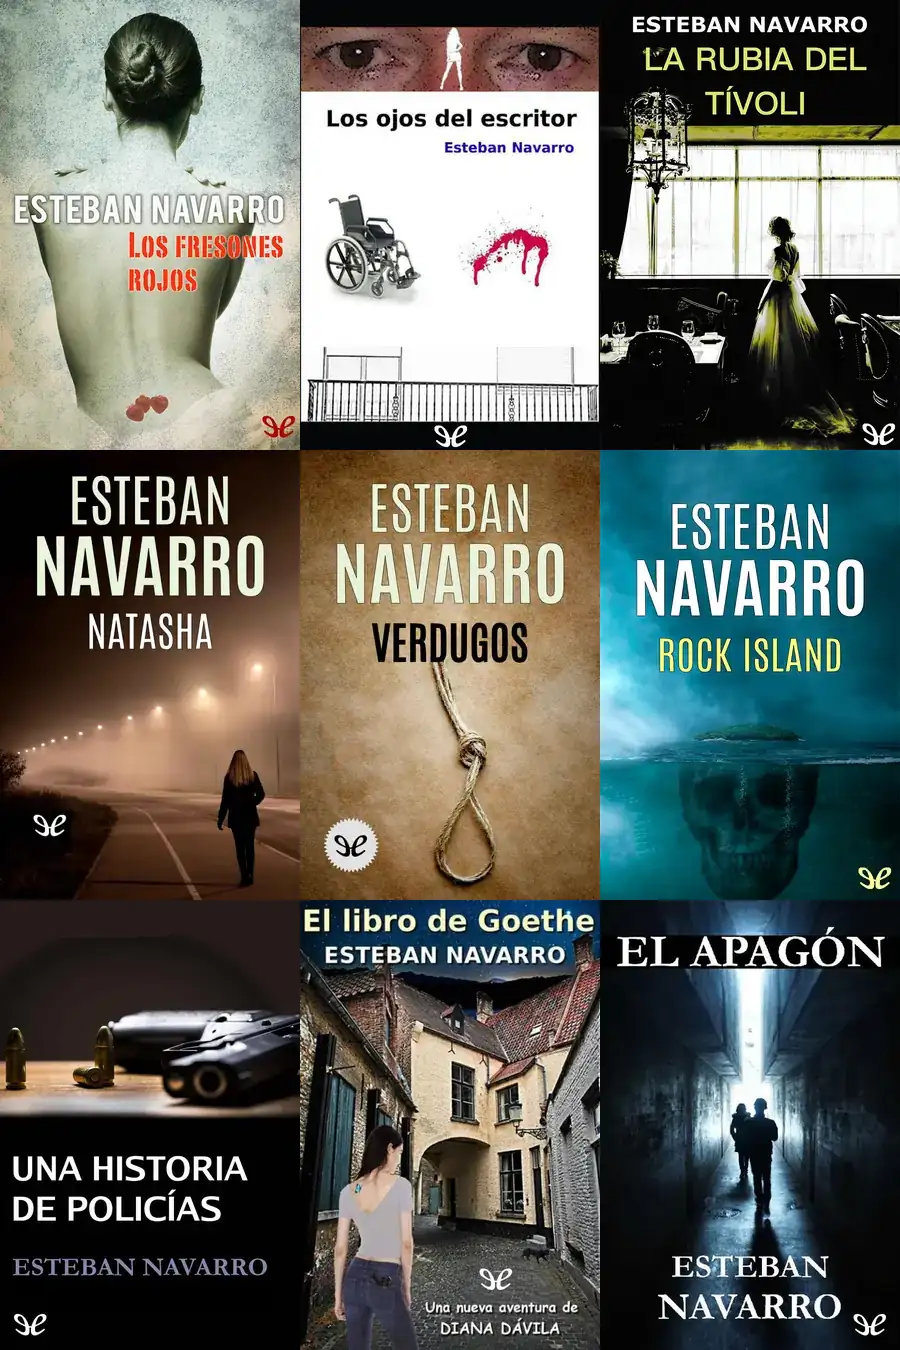 ESTEBAN NAVARRO
LOS FRESONES
ROJOS
Los ojos del escritor
Esteban Navarro
ESTEBAN NAVARRO
LA RUBIA DEL
TÍVOLI
ESTEBAN
NAVARRO
NATASHA
ESTEBAN
NAVARRO
VERDUGOS
ESTEBAN
NAVARRO
ROCK ISLAND
UNA HISTORIA
DE POLICÍAS
ESTEBAN NAVARRO
El libro de Goethe
ESTEBAN NAVARRO
Una nueva aventura de
DIANA DÁVILA
EL APAGÓN
ESTEBAN
NAVARRO